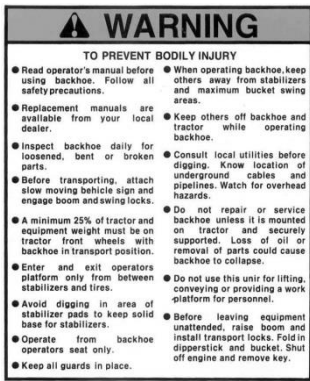 WARNING
TO PREVENT BODILY INJURY
● Read operator's manual before
using backhoe. Follow all
safety precautions.
● Replacement manuals are
available from your local
dealer.
● Inspect backhoe daily for
loosened, bent or broken
parts.
● Before transporting, attach
slow moving behicle sign and
engage boom and swing locks.
● A minimum 25% of tractor and
equipment weight must be on
tractor front wheels with
backhoe in transport position.
● Enter and exit operators
platform only from between
stabilizers and tires.
● Avoid digging in area of
stabilizer pads to keep solid
base for stabilizers.
● Operate from backhoe
operators seat only.
● Keep all guards in place.
● When operating backhoe, keep
others away from stabilizers
and maximum bucket swing
areas.
● Keep others off backhoe and
tractor while operating
backhoe.
● Consult local utilities before
digging. Know location of
underground cables and
pipelines. Watch for overhead
hazards.
● Do not repair or service
backhoe unless it is mounted
on tractor and securely
supported. Loss of oil or
removal of parts could cause
backhoe to collapse.
● Do not use this unir for lifting,
conveying or providing a work
platform for personnel.
● Before leaving equipment
unattended, raise boom and
install transport locks. Fold in
dipperstick and bucket. Shut
off engine and remove key.